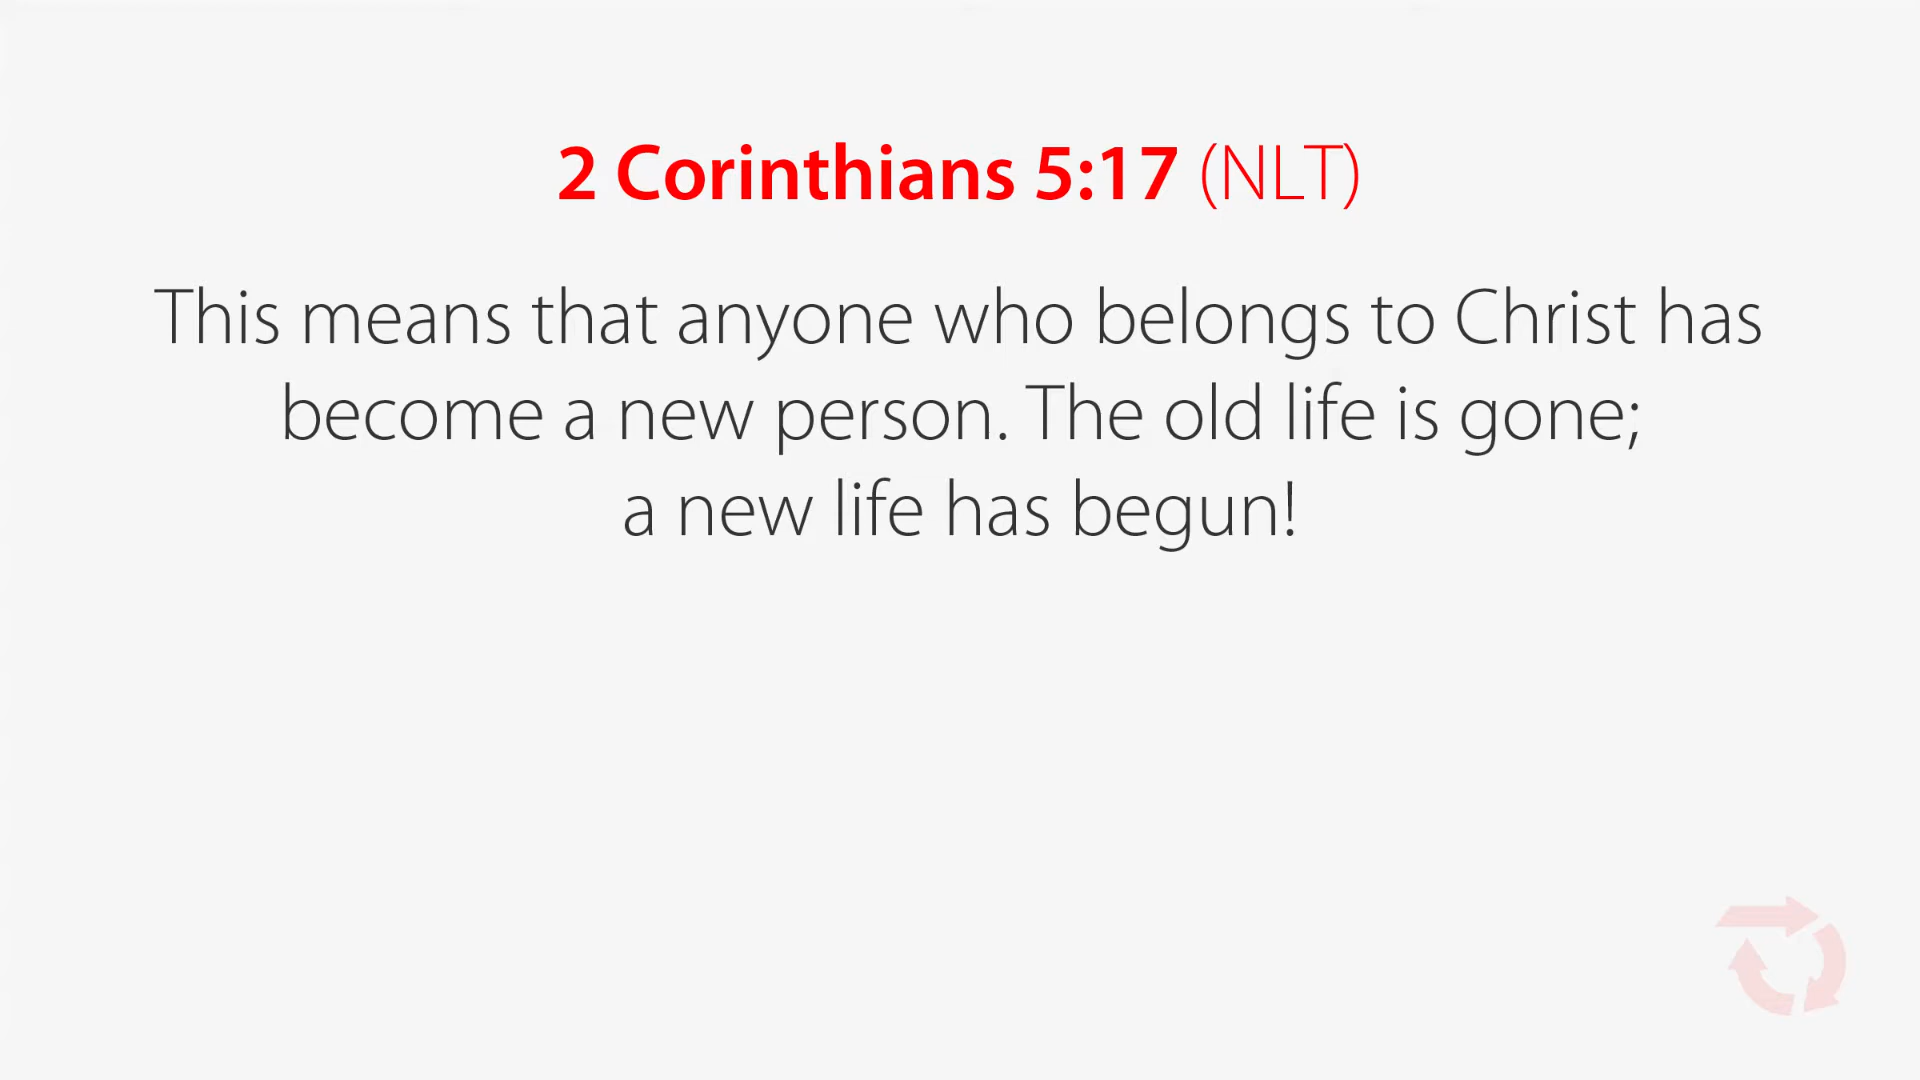 2 Corinthians 5:17 (NLT)
This means that anyone who belongs to Christ has
become a new person. The old life is gone;
a new life has begun!